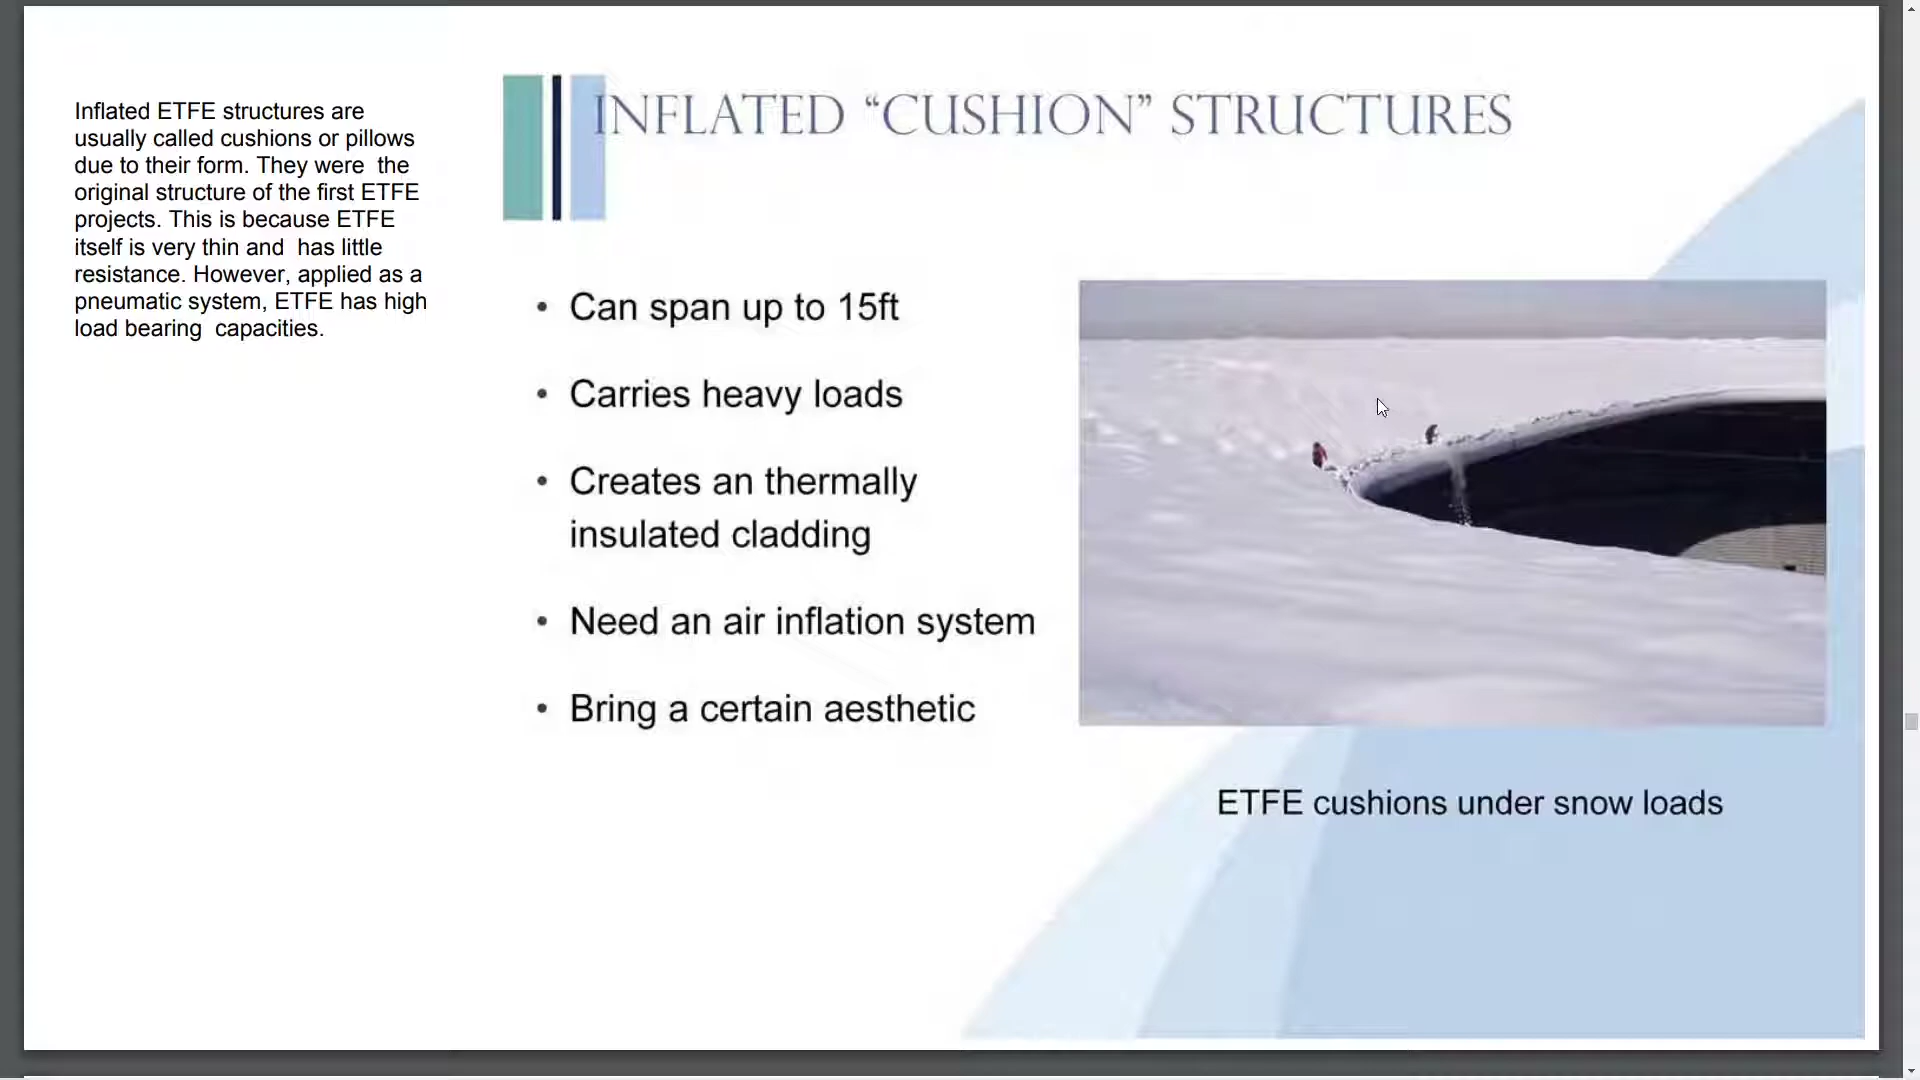 Inflated ETFE structures are
usually called cushions or pillows
due to their form. They were  the
original structure of the first ETFE
projects. This is because ETFE
itself is very thin and  has little
resistance. However, applied as a
pneumatic system, ETFE has high
load bearing  capacities.
INFLATED “CUSHION” STRUCTURES
• Can span up to 15ft
• Carries heavy loads
• Creates an thermally
insulated cladding
• Need an air inflation system
• Bring a certain aesthetic
ETFE cushions under snow loads